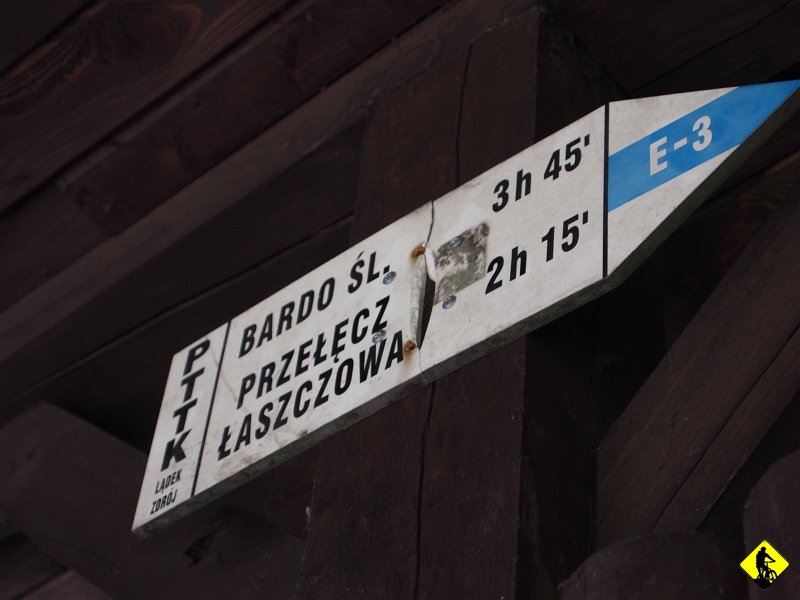 PTTK
LĄDEK
ZDRÓJ
BARDO ŚL. 3h 45'
PRZEŁĘCZ
ŁASZCZOWA 2h 15'
E-3